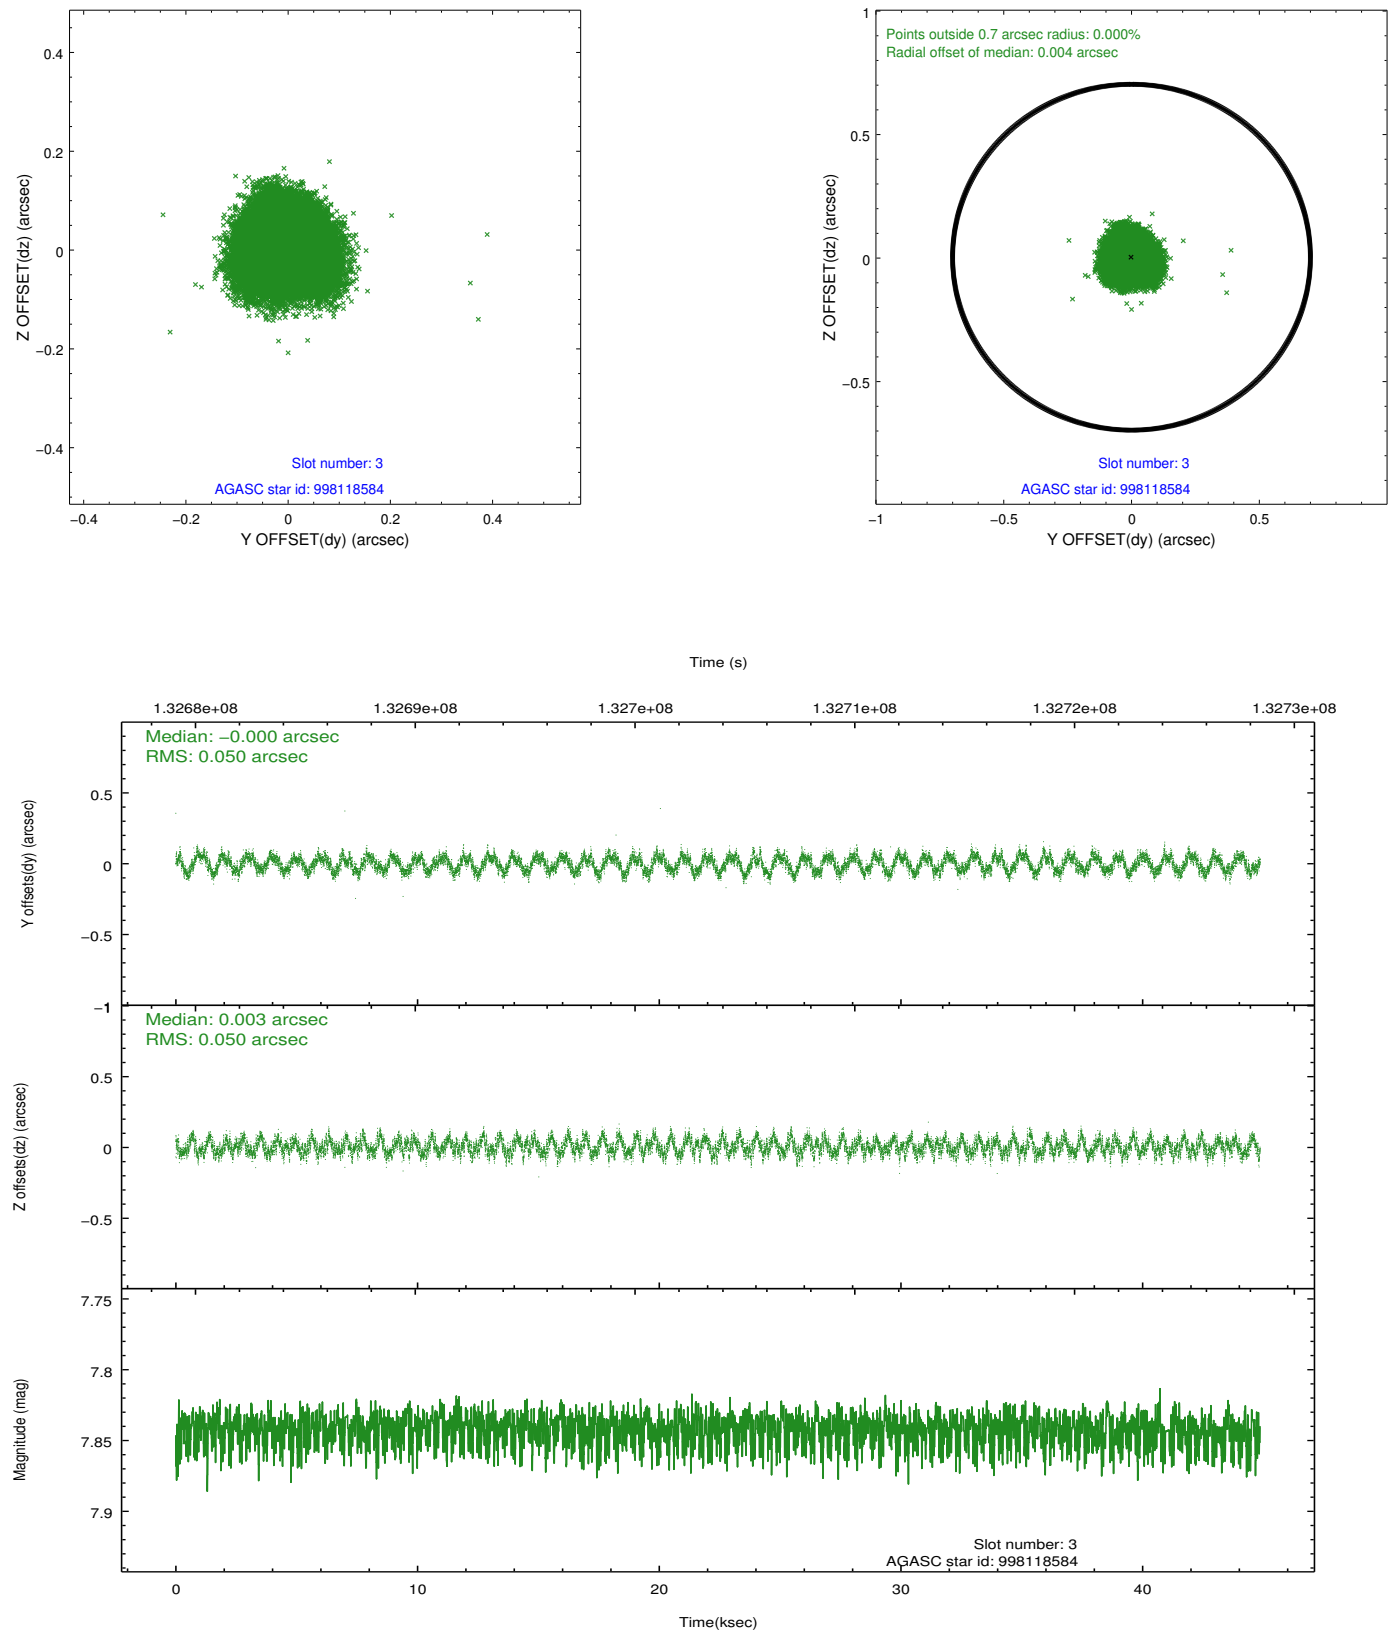 0.4
0.2
0
−0.2
−0.4
Z OFFSET(dz) (arcsec)
Slot number: 3
AGASC star id: 998118584
−0.4
−0.2
0
0.2
0.4
Y OFFSET(dy) (arcsec)
1
0.5
0
−0.5
−1
Z OFFSET(dz) (arcsec)
Points outside 0.7 arcsec radius: 0.000%
Radial offset of median: 0.004 arcsec
Slot number: 3
AGASC star id: 998118584
−0.5
0
0.5
Y OFFSET(dy) (arcsec)
Time (s)
1.3268e+08
1.3269e+08
1.327e+08
1.3271e+08
1.3272e+08
1.3273e+08
Median: −0.000 arcsec
RMS: 0.050 arcsec
0.5
0
−0.5
−1
Y offsets(dy) (arcsec)
Median: 0.003 arcsec
RMS: 0.050 arcsec
0.5
0
−0.5
Z offsets(dz) (arcsec)
7.75
7.8
7.85
7.9
Magnitude (mag)
Slot number: 3
AGASC star id: 998118584
0
10
20
30
40
Time(ksec)